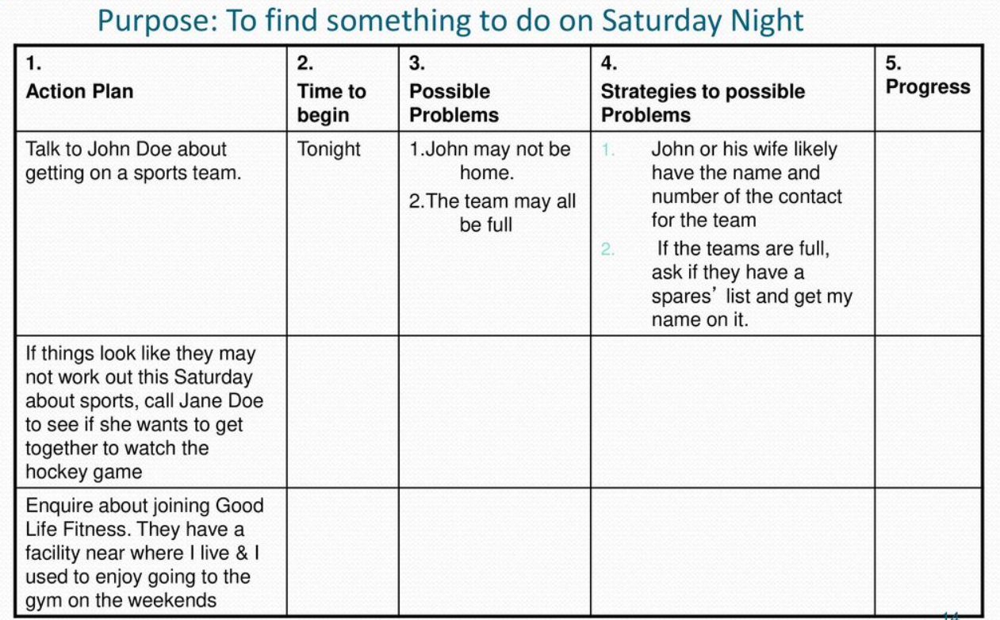 Purpose: To find something to do on Saturday Night
1.
Action Plan
2.
Time to
begin
3.
Possible
Problems
4.
Strategies to possible
Problems
5.
Progress
Talk to John Doe about
getting on a sports team.
Tonight
1.John may not be
home.
2.The team may all
be full
1. John or his wife likely
have the name and
number of the contact
for the team
2. If the teams are full,
ask if they have a
spares’ list and get my
name on it.
If things look like they may
not work out this Saturday
about sports, call Jane Doe
to see if she wants to get
together to watch the
hockey game
Enquire about joining Good
Life Fitness. They have a
facility near where I live & I
used to enjoy going to the
gym on the weekends